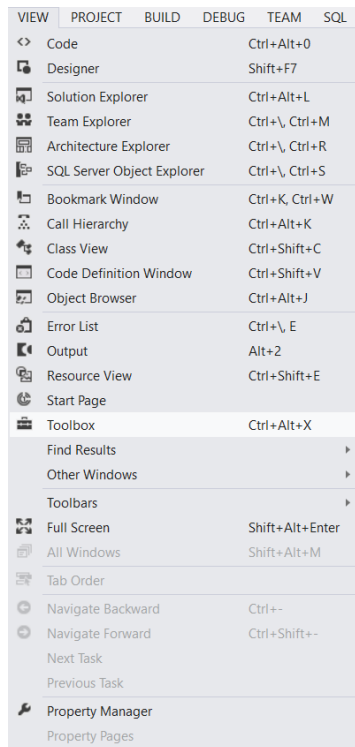 VIEW PROJECT BUILD DEBUG TEAM SQL
Code Ctrl+Alt+0
Designer Shift+F7
Solution Explorer Ctrl+Alt+L
Team Explorer Ctrl+\, Ctrl+M
Architecture Explorer Ctrl+\, Ctrl+R
SQL Server Object Explorer Ctrl+\, Ctrl+S
Bookmark Window Ctrl+K, Ctrl+W
Call Hierarchy Ctrl+Alt+K
Class View Ctrl+Shift+C
Code Definition Window Ctrl+Shift+V
Object Browser Ctrl+Alt+J
Error List Ctrl+\, E
Output Alt+2
Resource View Ctrl+Shift+E
Start Page
Toolbox Ctrl+Alt+X
Find Results
Other Windows
Toolbars
Full Screen Shift+Alt+Enter
All Windows Shift+Alt+M
Tab Order
Navigate Backward Ctrl+-
Navigate Forward Ctrl+Shift+-
Next Task
Previous Task
Property Manager
Property Pages